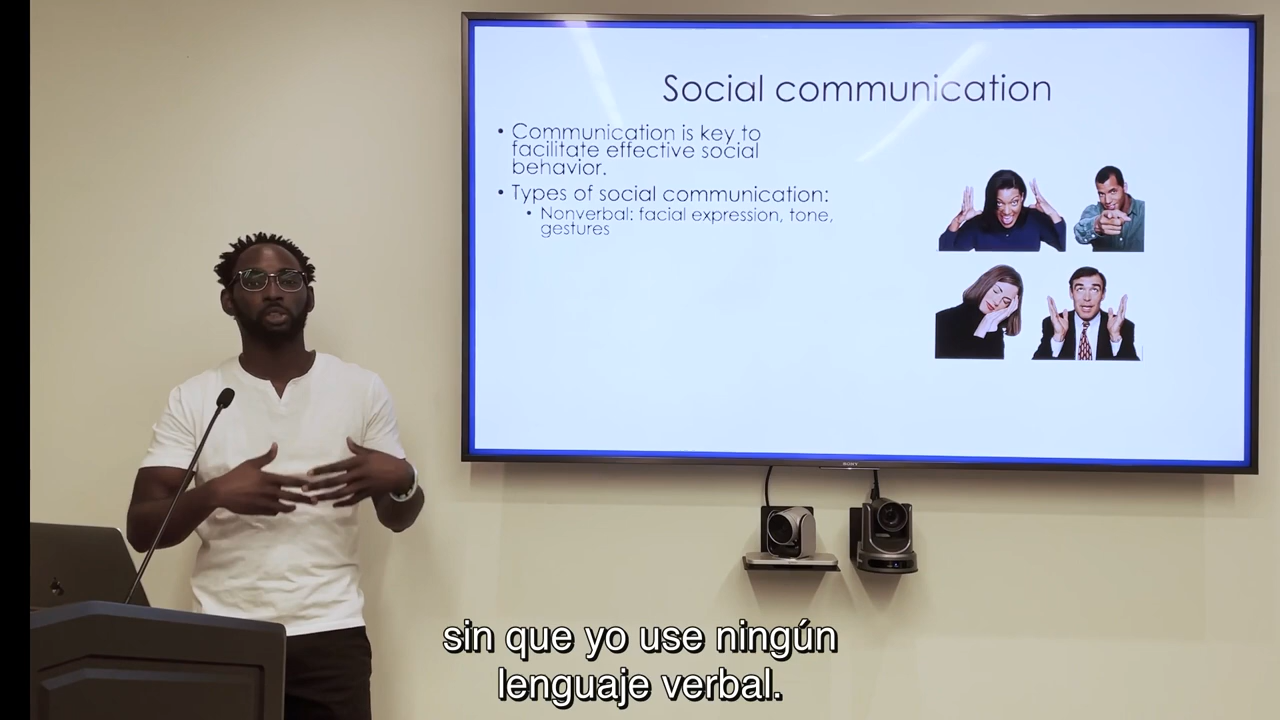 Social communication
• Communication is key to
facilitate effective social
behavior.
• Types of social communication:
• Nonverbal: facial expression, tone,
gestures
SONY
sin que yo use ningún
lenguaje verbal.